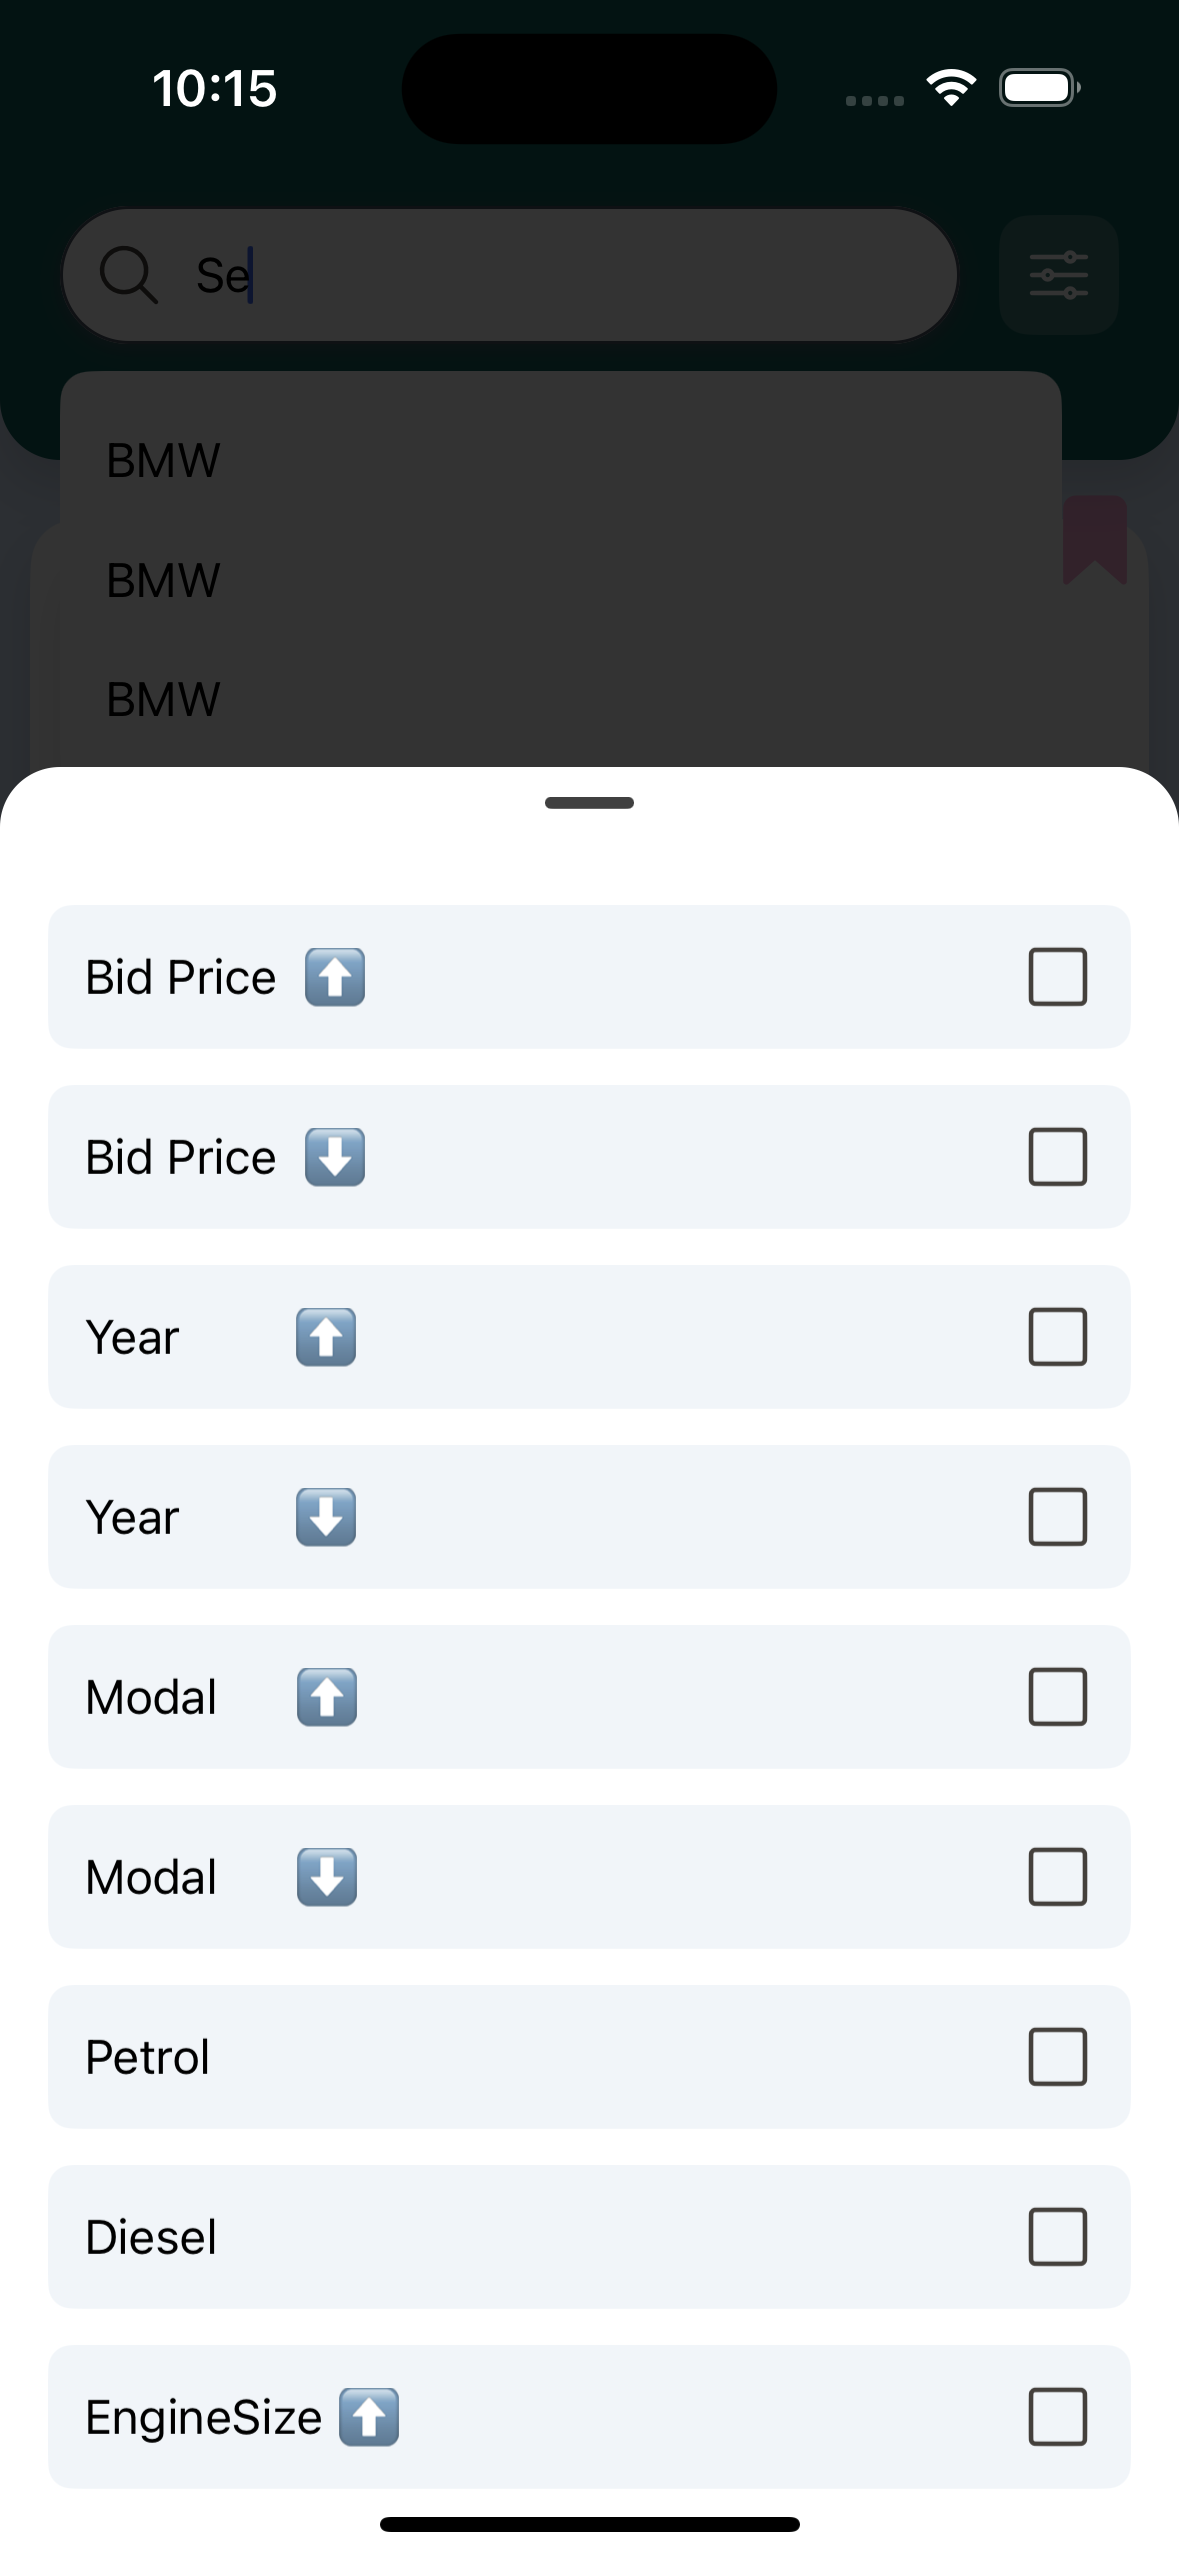 10:15
Se
BMW
BMW
BMW
Bid Price ⬆️
Bid Price ⬇️
Year ⬆️
Year ⬇️
Modal ⬆️
Modal ⬇️
Petrol
Diesel
EngineSize ⬆️